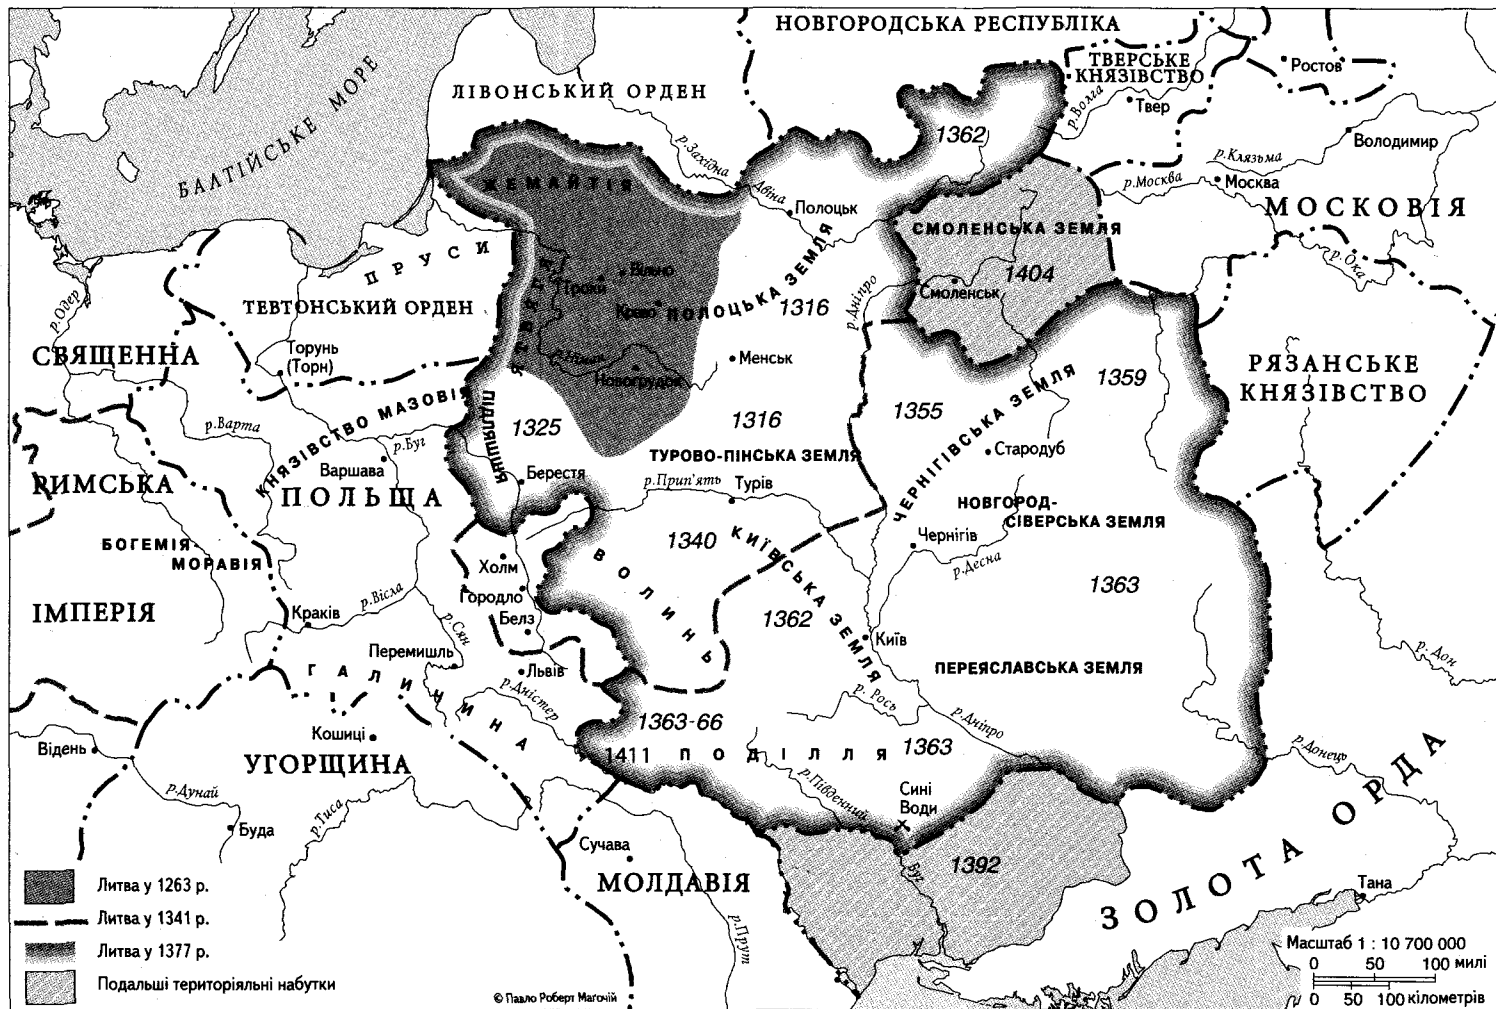 НОВГОРОДСЬКА РЕСПУБЛІКА
ТВЕРСЬКЕ
КНЯЗІВСТВО
Ростов
р.Волга
Твер
ЛІВОНСЬКИЙ ОРДЕН
БАЛТІЙСЬКЕ МОРЕ
1362
Володимир
р.Клязьма
р.Західна
Двіна
р.Москва
Москва
МОСКОВІЯ
ЖЕМАЙТІЯ
Полоцьк
СМОЛЕНСЬКА ЗЕМЛЯ
1404
Смоленськ
р.Ока
ПРУСИ
ТЕВТОНСЬКИЙ ОРДЕН
Вільно
Троки
Крево
ПОЛОЦЬКА ЗЕМЛЯ
1316
р.Дніпро
р.Одер
СВЯЩЕННА
Торунь
(Торн)
ЯТВЯГИ
р.Німан
Новогрудок
Менськ
1359
РЯЗАНСЬКЕ
КНЯЗІВСТВО
КНЯЗІВСТВО МАЗОВІЯ
ПІДЛЯШШЯ
1325
1316
1355
ЧЕРНІГІВСЬКА ЗЕМЛЯ
р.Варта
р.Буг
Варшава
ТУРОВО-ПІНСЬКА ЗЕМЛЯ
Стародуб
РИМСЬКА
ПОЛЬЩА
Берестя
р.Прип'ять
Турів
НОВГОРОД-
СІВЕРСЬКА ЗЕМЛЯ
БОГЕМІЯ-
МОРАВІЯ
1340
КИЇВСЬКА ЗЕМЛЯ
Чернігів
р.Десна
Холм
ВОЛИНЬ
1363
ІМПЕРІЯ
Краків
р.Вісла
Городло
Белз
1362
Київ
р.Сян
Перемишль
Львів
ПЕРЕЯСЛАВСЬКА ЗЕМЛЯ
р.Дон
ГАЛИЧИНА
р.Дністер
р.Рось
р.Дніпро
1363-66
1411
ПОДІЛЛЯ
1363
Відень
Кошиці
УГОРЩИНА
р.Донець
р.Дунай
р.Тиса
Буда
р.Південний
Буг
Сині
Води
Сучава
МОЛДАВІЯ
1392
ЗОЛОТА ОРДА
Тана
р.Прут
Литва у 1263 р.
Литва у 1341 р.
Литва у 1377 р.
Подальші територіяльні набутки
© Павло Роберт Маґочій
Масштаб 1 : 10 700 000
0 50 100 милі
0 50 100 кілометрів